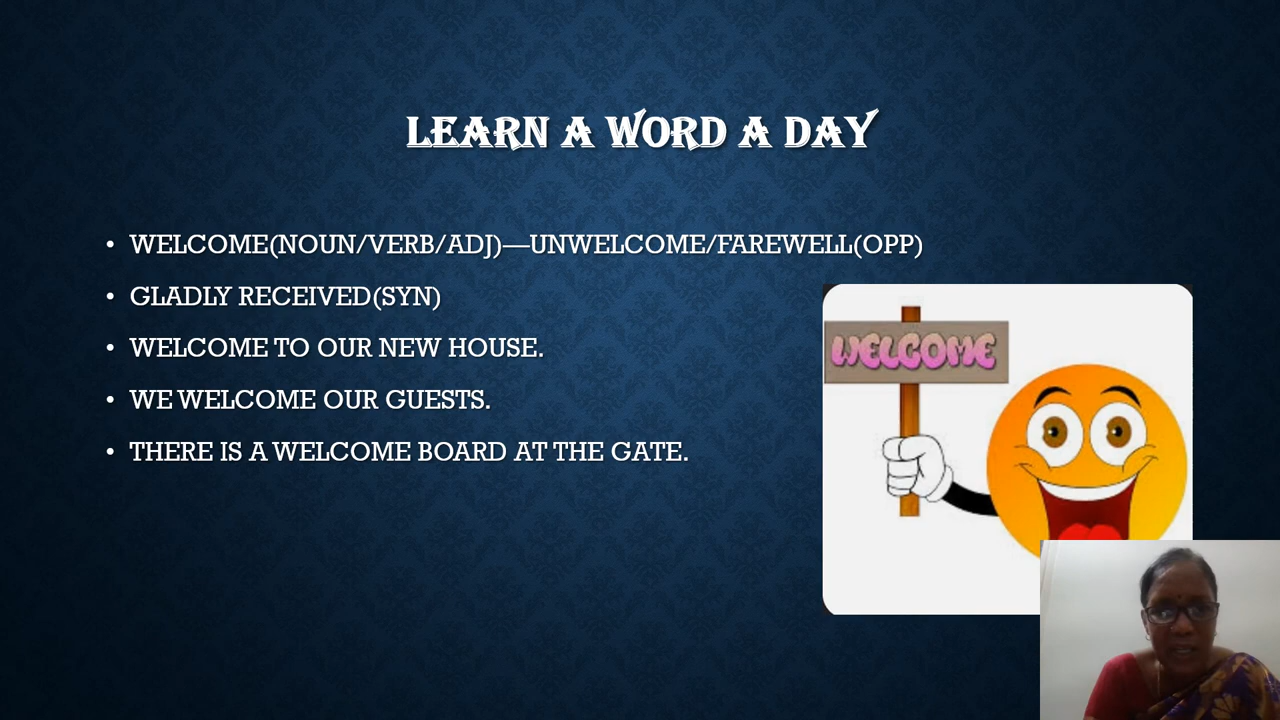 LEARN A WORD A DAY
• WELCOME(NOUN/VERB/ADJ)—UNWELCOME/FAREWELL(OPP)
• GLADLY RECEIVED(SYN)
• WELCOME TO OUR NEW HOUSE.
• WE WELCOME OUR GUESTS.
• THERE IS A WELCOME BOARD AT THE GATE.
WELCOME